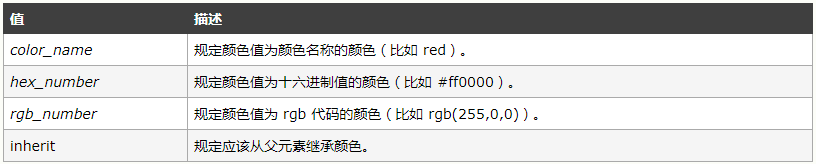 值 描述
color_name 规定颜色值为颜色名称的颜色（比如 red）。
hex_number 规定颜色值为十六进制值的颜色（比如 #ff0000）。
rgb_number 规定颜色值为 rgb 代码的颜色（比如 rgb(255,0,0)）。
inherit 规定应该从父元素继承颜色。